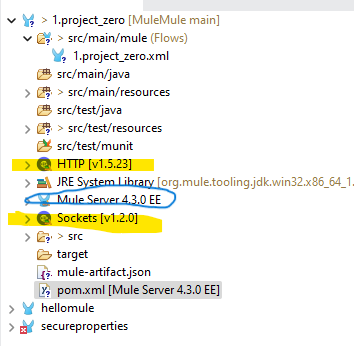 > 1.project_zero [MuleMule main]
> src/main/mule (Flows)
1.project_zero.xml
src/main/java
> src/main/resources
src/test/java
> src/test/resources
src/test/munit
HTTP [v1.5.23]
JRE System Library [org.mule.tooling.jdk.win32.x86_64_1.
Mule Server 4.3.0 EE
Sockets [v1.2.0]
> src
target
mule-artifact.json
pom.xml [Mule Server 4.3.0 EE]
hellomule
secureproperties